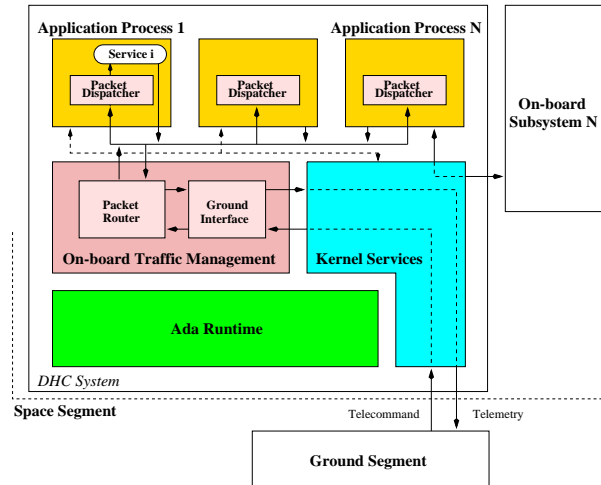 Application Process 1
Application Process N
Service i
Packet
Dispatcher
Packet
Dispatcher
Packet
Dispatcher
On-board
Subsystem N
Packet
Router
Ground
Interface
On-board Traffic Management
Kernel Services
Ada Runtime
DHC System
Space Segment
Telecommand
Telemetry
Ground Segment